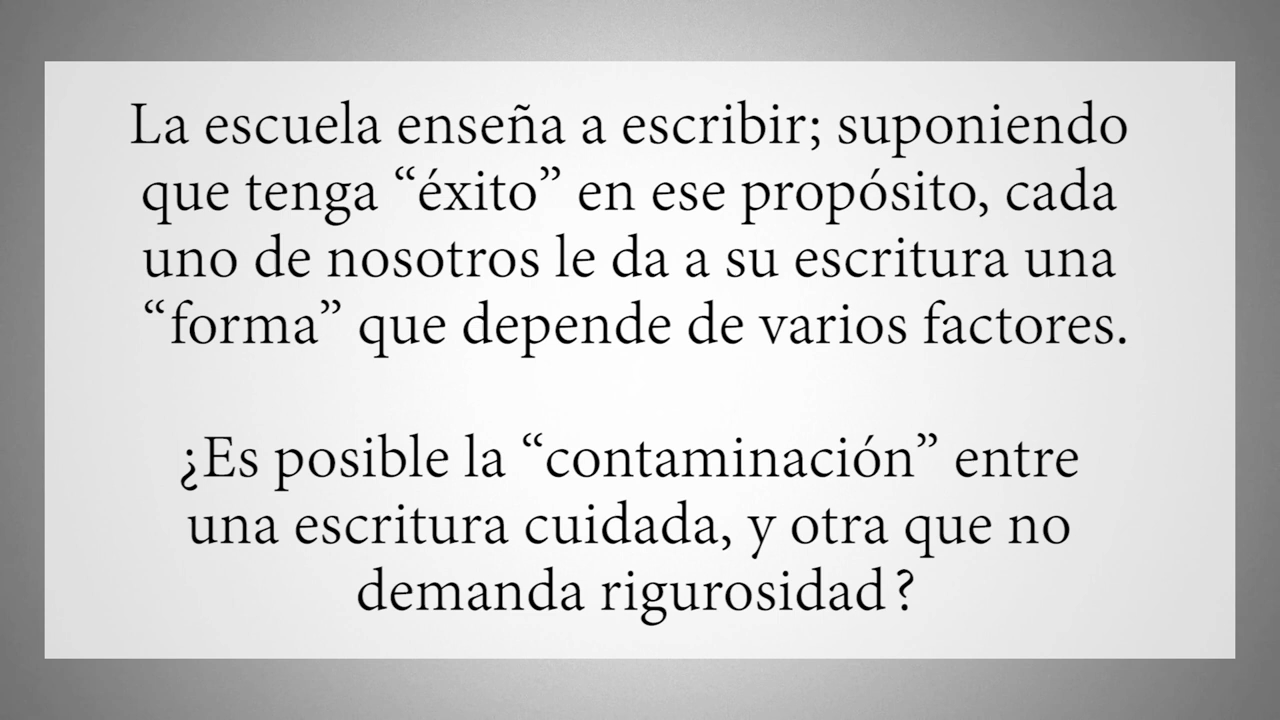 La escuela enseña a escribir; suponiendo
que tenga “éxito” en ese propósito, cada
uno de nosotros le da a su escritura una
“forma” que depende de varios factores.
¿Es posible la “contaminación” entre
una escritura cuidada, y otra que no
demanda rigurosidad?